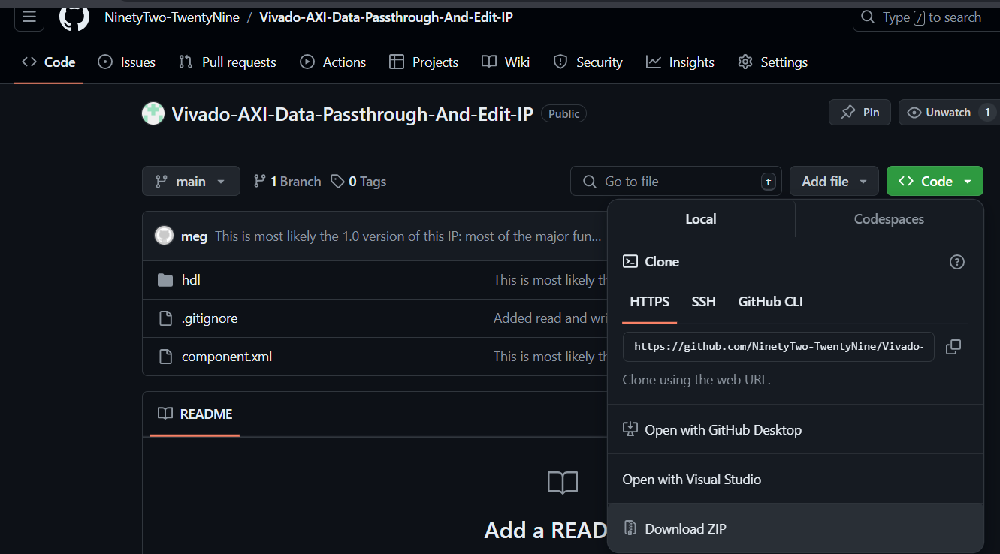 NinetyTwo-TwentyNine / Vivado-AXI-Data-Passthrough-And-Edit-IP
Type / to search
Code Issues Pull requests Actions Projects Wiki Security Insights Settings
Vivado-AXI-Data-Passthrough-And-Edit-IP Public
Pin Unwatch 1
main 1 Branch 0 Tags
Go to file t Add file Code
Local Codespaces
meg This is most likely the 1.0 version of this IP: most of the major fun...
Clone
hdl This is most likely th
HTTPS SSH GitHub CLI
.gitignore Added read and wri
https://github.com/NinetyTwo-TwentyNine/Vivado-
component.xml This is most likely th
Clone using the web URL.
README
Open with GitHub Desktop
Open with Visual Studio
Add a READ
Download ZIP